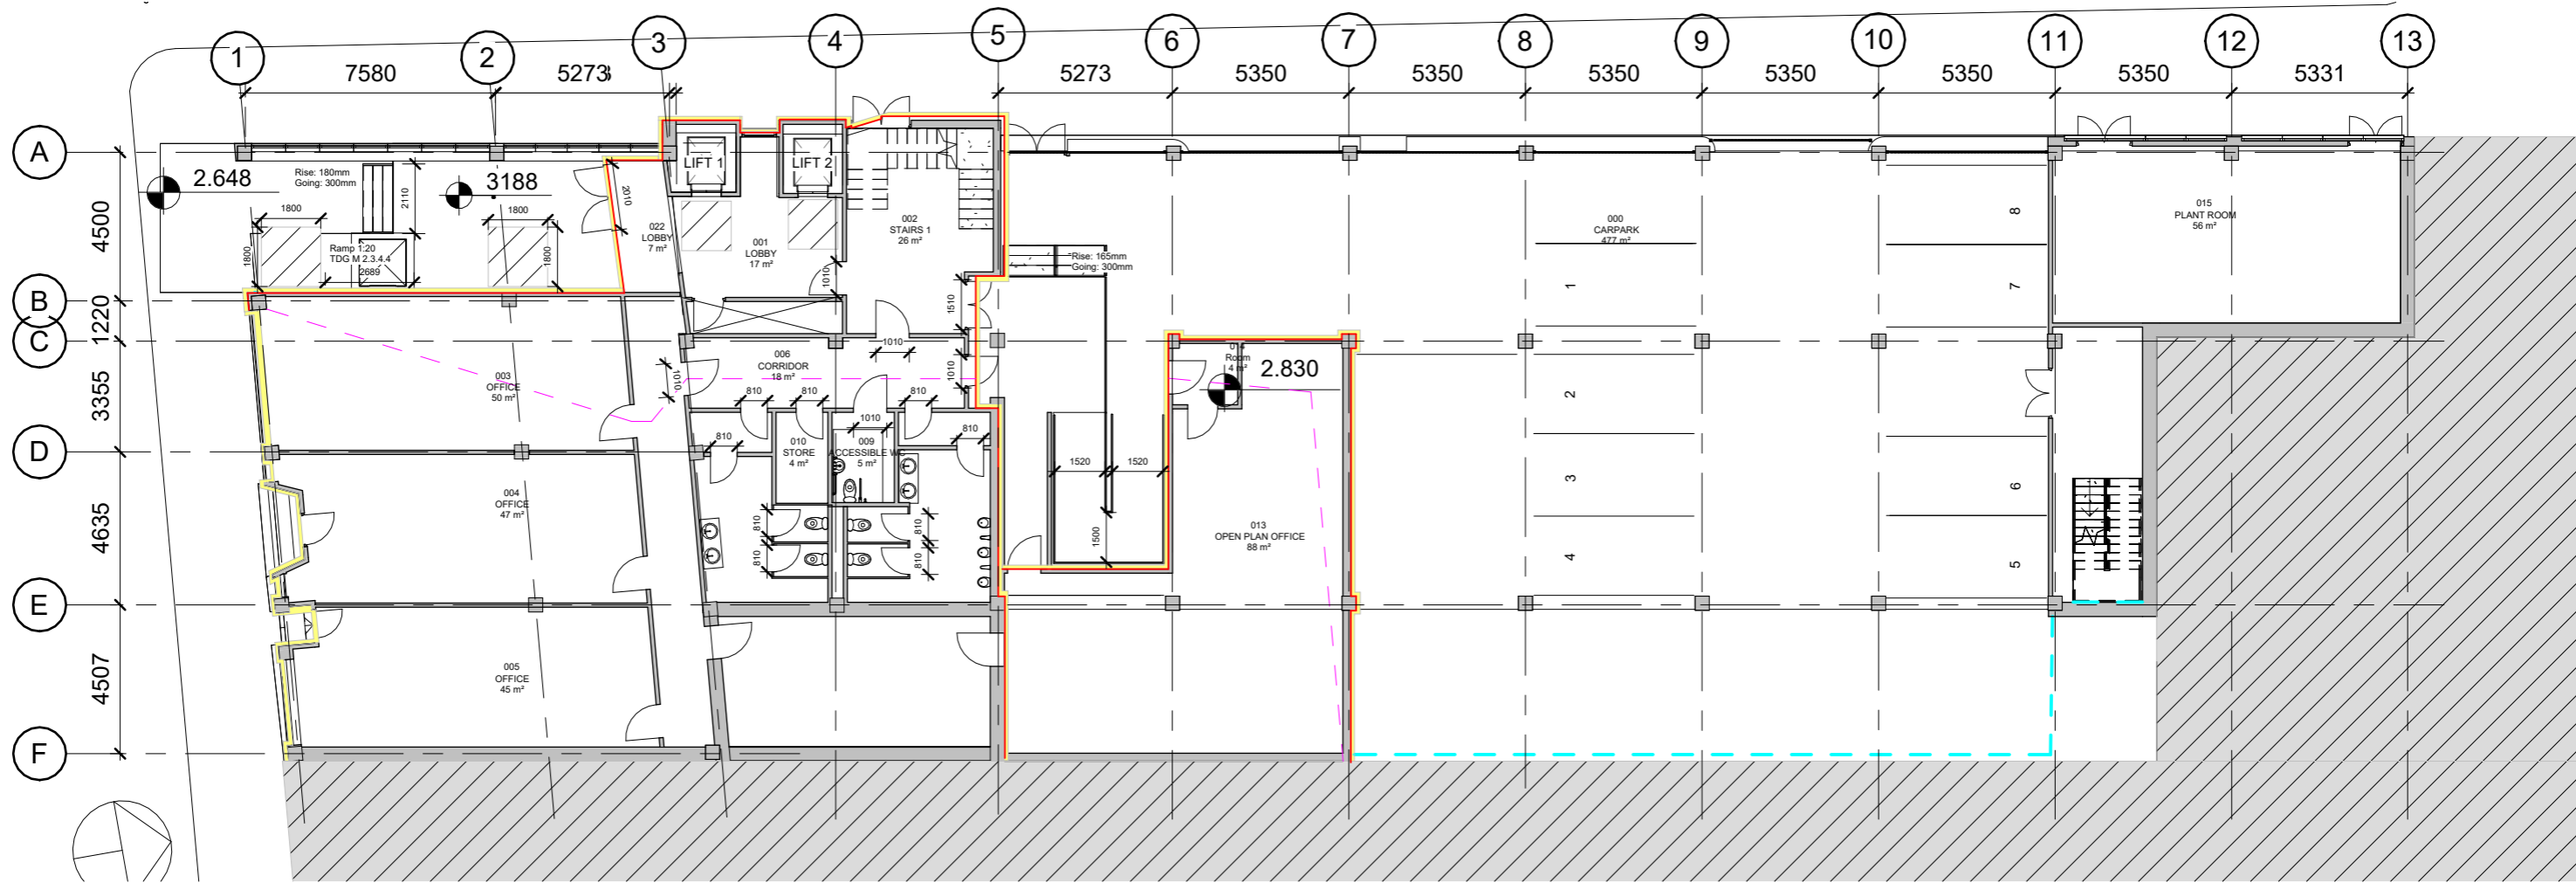 1 2 3 4 5 6 7 8 9 10 11 12 13
7580 5273 5273 5350 5350 5350 5350 5350 5350 5331
A
B
C
D
E
F
4500
1220
3355
4635
4507
2.648
Rise: 180mm
Going: 300mm
3188
2110
1800
1800
1800
1800
2010
Ramp 1:20
TDG M 2.3.4.4
2689
LIFT 1
LIFT 2
022
LOBBY
7 m²
001
LOBBY
17 m²
002
STAIRS 1
26 m²
1010
1510
Rise: 165mm
Going: 300mm
000
CARPARK
477 m²
015
PLANT ROOM
56 m²
8
7
1
2
3
4
6
5
003
OFFICE
50 m²
006
CORRIDOR
18 m²
1010
1010
1010
810
810
810
014
Room
4 m²
2.830
810
010
STORE
4 m²
1010
009
ACCESSIBLE WC
5 m²
810
1520
1520
1500
004
OFFICE
47 m²
810
810
810
810
013
OPEN PLAN OFFICE
88 m²
005
OFFICE
45 m²